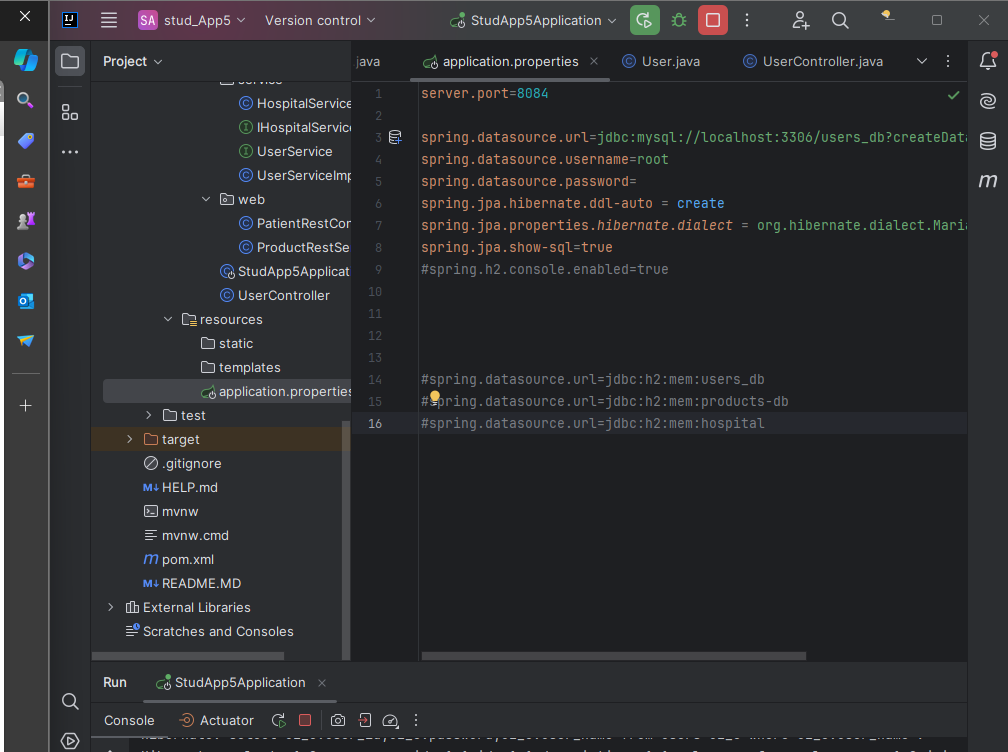 SA stud_App5 Version control StudApp5Application
Project
java application.properties User.java UserController.java
service
HospitalService
IHospitalService
UserService
UserServiceImp
web
PatientRestCon
ProductRestSe
StudApp5Applicat
UserController
resources
static
templates
application.properties
test
target
.gitignore
M↓ HELP.md
mvnw
mvnw.cmd
m pom.xml
M↓ README.MD
External Libraries
Scratches and Consoles
1 server.port=8084
2
3 spring.datasource.url=jdbc:mysql://localhost:3306/users_db?createData
4 spring.datasource.username=root
5 spring.datasource.password=
6 spring.jpa.hibernate.ddl-auto = create
7 spring.jpa.properties.hibernate.dialect = org.hibernate.dialect.Maria
8 spring.jpa.show-sql=true
9 #spring.h2.console.enabled=true
10
11
12
13
14 #spring.datasource.url=jdbc:h2:mem:users_db
15 #spring.datasource.url=jdbc:h2:mem:products-db
16 #spring.datasource.url=jdbc:h2:mem:hospital
m
Run StudApp5Application
Console Actuator